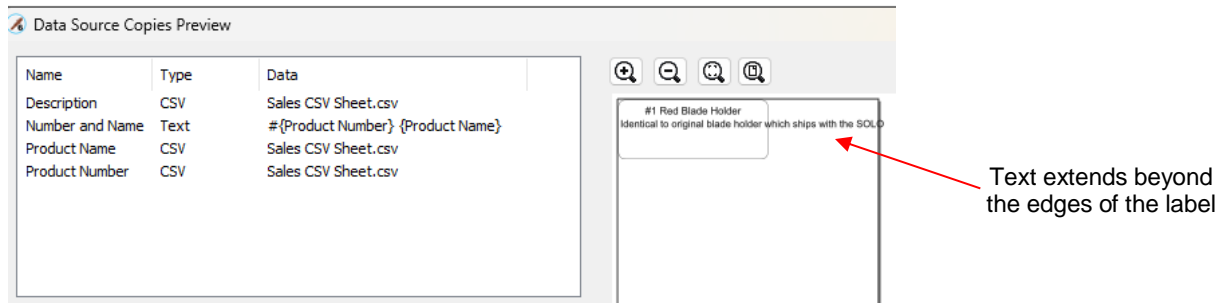 Data Source Copies Preview
Name Type Data
Description CSV Sales CSV Sheet.csv
Number and Name Text #{Product Number} {Product Name}
Product Name CSV Sales CSV Sheet.csv
Product Number CSV Sales CSV Sheet.csv
#1 Red Blade Holder
Identical to original blade holder which ships with the SOLO
Text extends beyond
the edges of the label